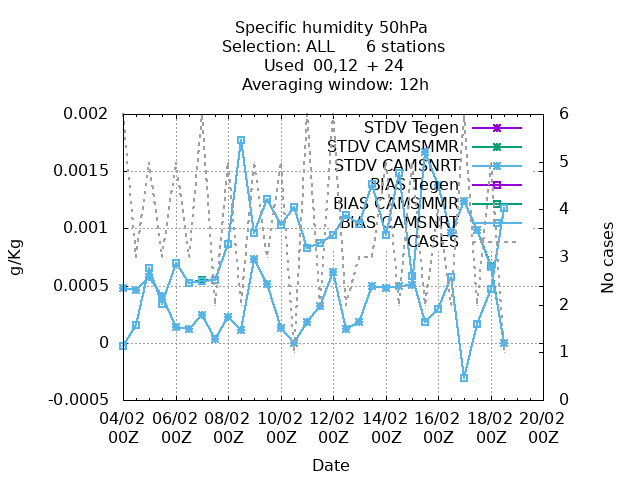 Specific humidity 50hPa
Selection: ALL 6 stations
Used 00,12 + 24
Averaging window: 12h
0.002
0.0015
0.001
0.0005
0
-0.0005
g/Kg
STDV Tegen
STDV CAMSMMR
STDV CAMSNRT
BIAS Tegen
BIAS CAMSMMR
BIAS CAMSNRT
CASES
6
5
4
3
2
1
0
No cases
04/02 06/02 08/02 10/02 12/02 14/02 16/02 18/02 20/02
00Z 00Z 00Z 00Z 00Z 00Z 00Z 00Z 00Z
Date